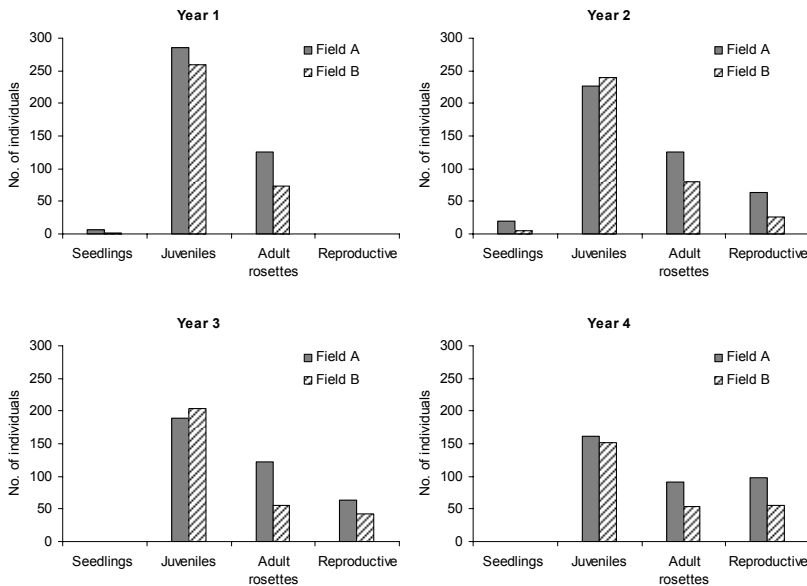 Year 1
No. of individuals
300
250
200
150
100
50
0
Field A
Field B
Seedlings
Juveniles
Adult
rosettes
Reproductive
Year 2
No. of individuals
300
250
200
150
100
50
0
Field A
Field B
Seedlings
Juveniles
Adult
rosettes
Reproductive
Year 3
No. of individuals
300
250
200
150
100
50
0
Field A
Field B
Seedlings
Juveniles
Adult
rosettes
Reproductive
Year 4
No. of individuals
300
250
200
150
100
50
0
Field A
Field B
Seedlings
Juveniles
Adult
rosettes
Reproductive